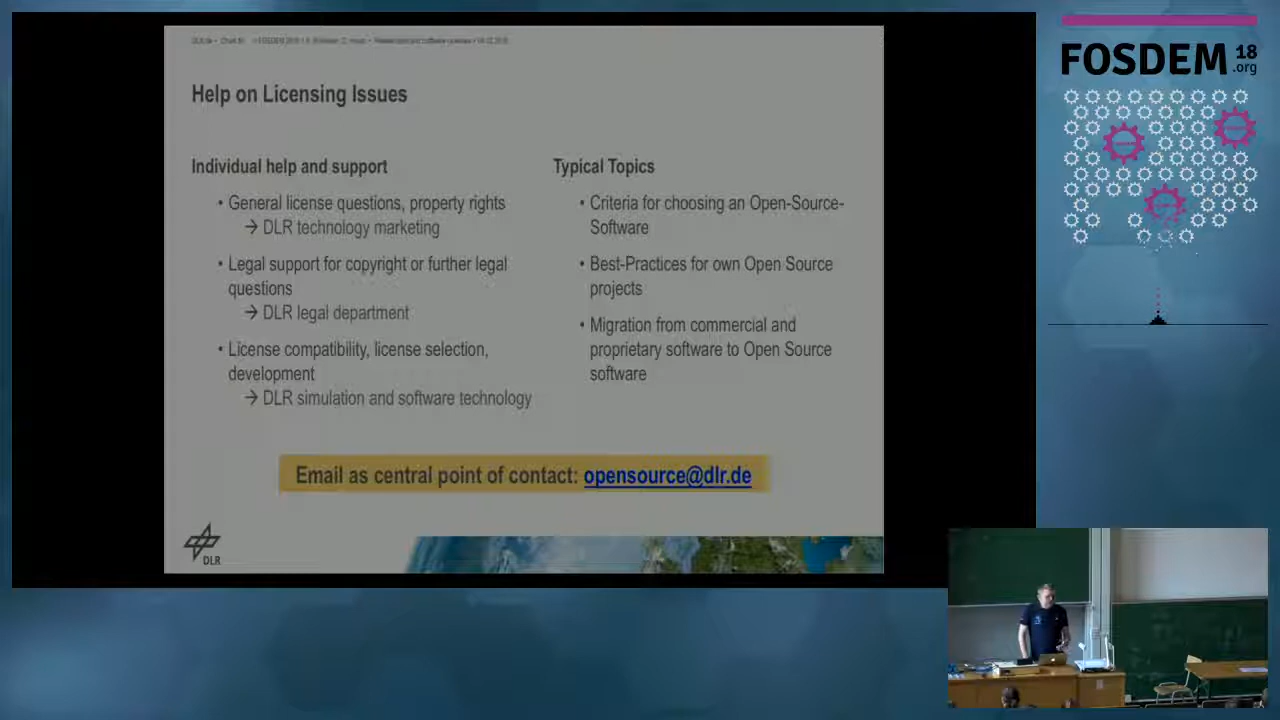 Help on Licensing Issues
Individual help and support
• General license questions, property rights
→ DLR technology marketing
• Legal support for copyright or further legal
questions
→ DLR legal department
• License compatibility, license selection,
development
→ DLR simulation and software technology
Typical Topics
• Criteria for choosing an Open-Source-
Software
• Best-Practices for own Open Source
projects
• Migration from commercial and
proprietary software to Open Source
software
Email as central point of contact: opensource@dlr.de
DLR
FOSDEM 18
.org